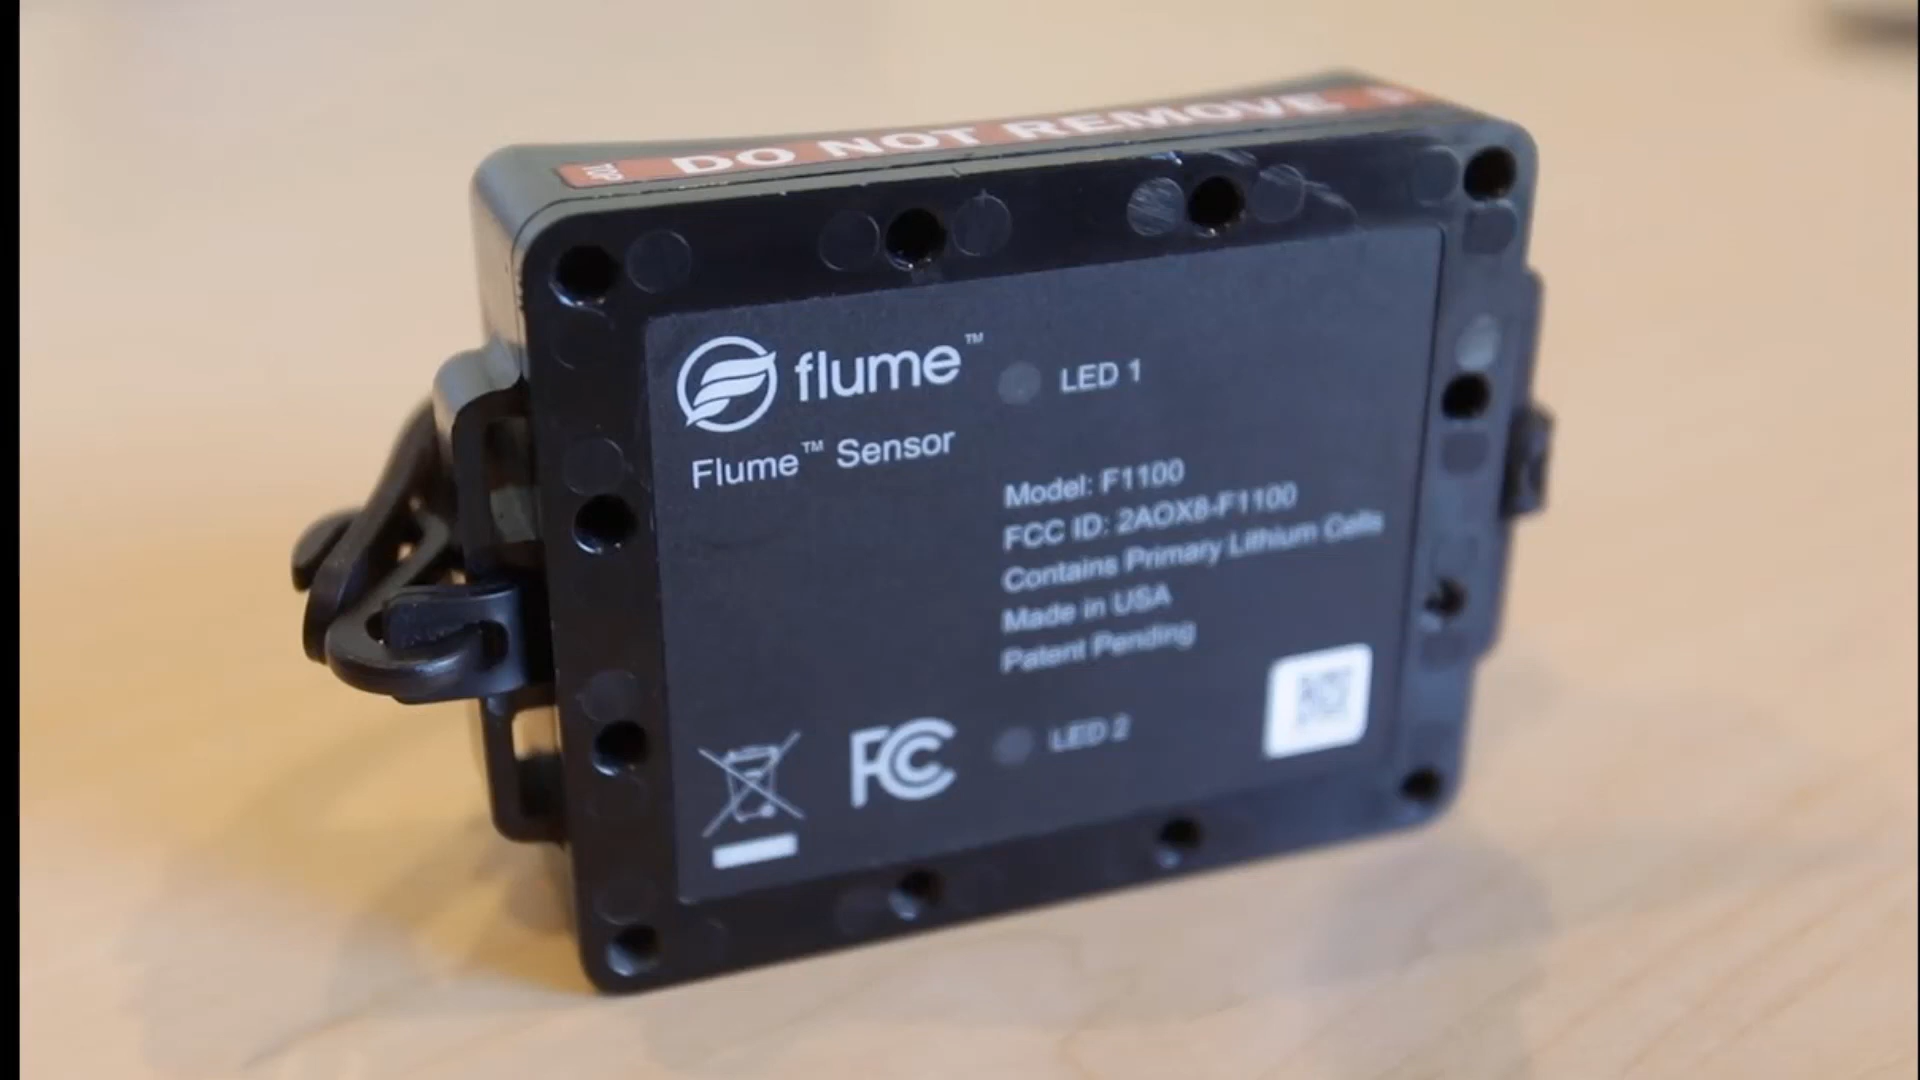 TOP DO NOT REMOVE
flume™
LED 1
Flume™ Sensor
Model: F1100
FCC ID: 2AOX8-F1100
Contains Primary Lithium Cells
Made in USA
Patent Pending
FC
LED 2